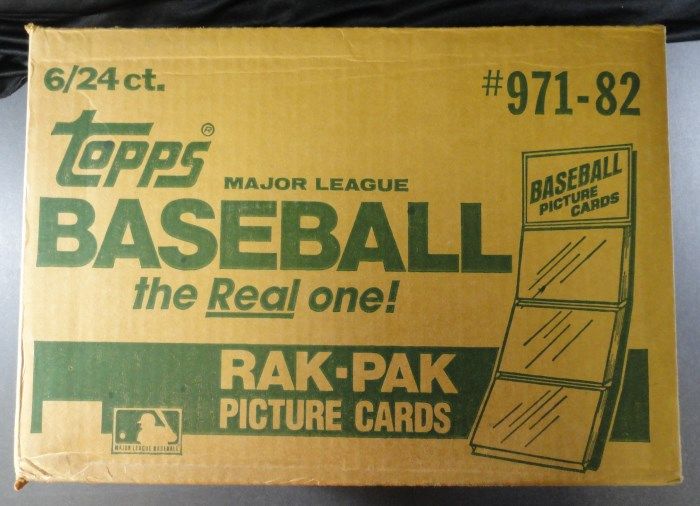 6/24 ct.
#971-82
topps®
MAJOR LEAGUE
BASEBALL
the Real one!
BASEBALL
PICTURE
CARDS
RAK-PAK
PICTURE CARDS
MAJOR LEAGUE BASEBALL